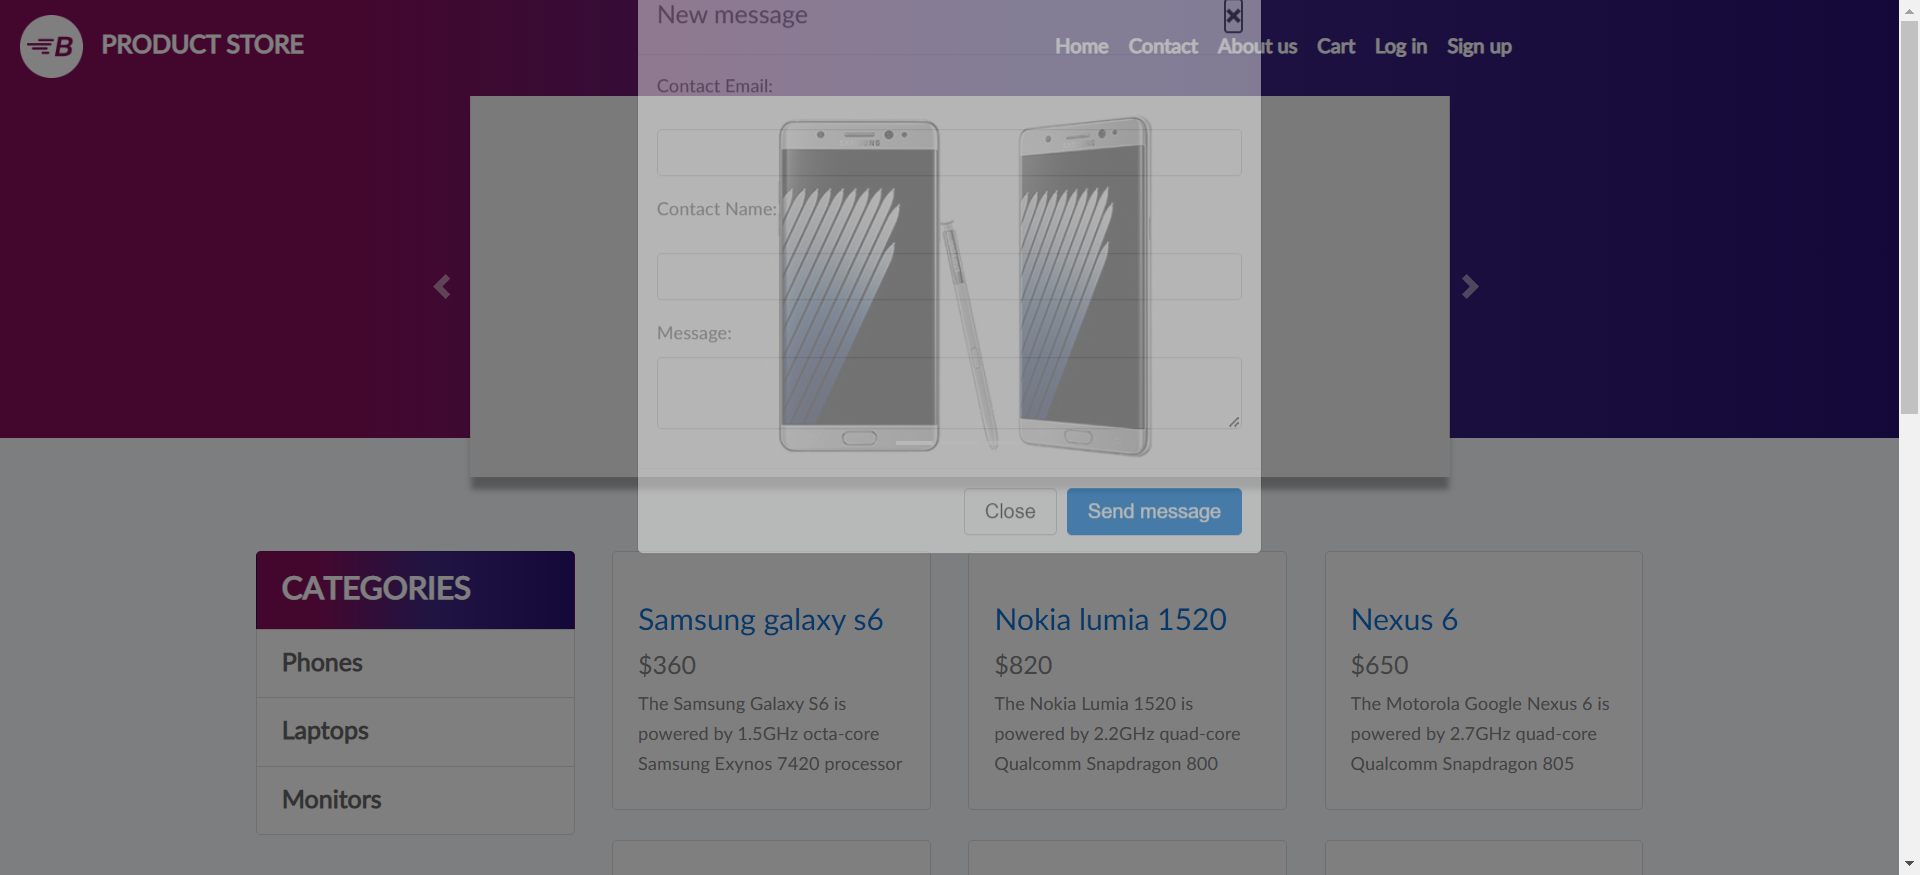 B PRODUCT STORE
Home Contact About us Cart Log in Sign up
New message
×
Contact Email:
Contact Name:
Message:
SAMSUNG
Close
Send message
CATEGORIES
Phones
Laptops
Monitors
Samsung galaxy s6
$360
The Samsung Galaxy S6 is
powered by 1.5GHz octa-core
Samsung Exynos 7420 processor
Nokia lumia 1520
$820
The Nokia Lumia 1520 is
powered by 2.2GHz quad-core
Qualcomm Snapdragon 800
Nexus 6
$650
The Motorola Google Nexus 6 is
powered by 2.7GHz quad-core
Qualcomm Snapdragon 805